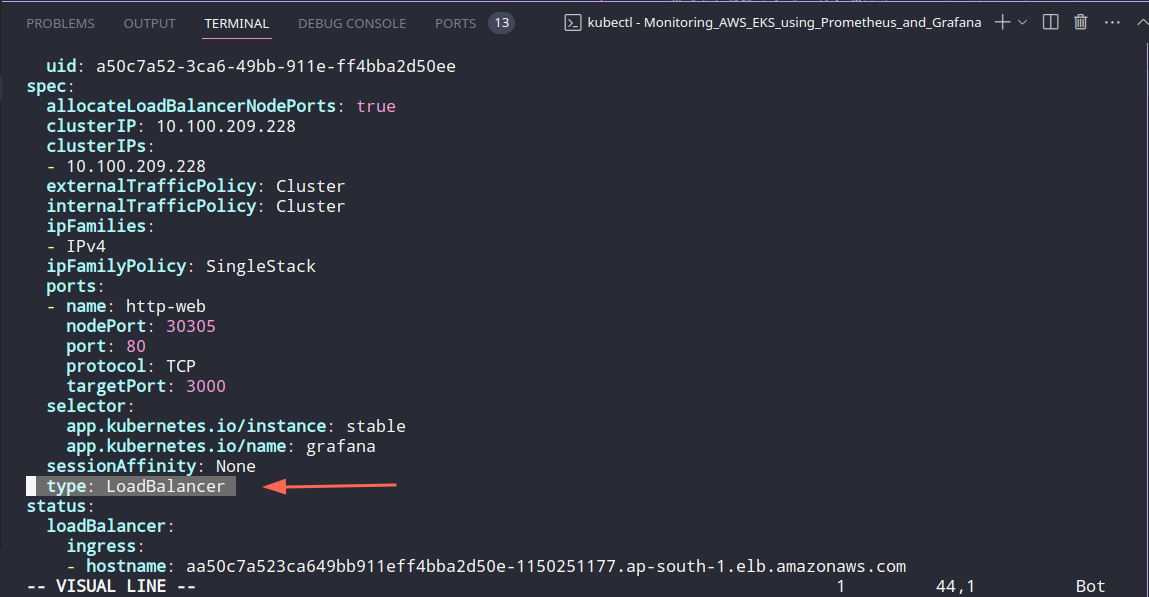 PROBLEMS OUTPUT TERMINAL DEBUG CONSOLE PORTS 13 kubectl - Monitoring_AWS_EKS_using_Prometheus_and_Grafana
  uid: a50c7a52-3ca6-49bb-911e-ff4bba2d50ee
spec:
  allocateLoadBalancerNodePorts: true
  clusterIP: 10.100.209.228
  clusterIPs:
  - 10.100.209.228
  externalTrafficPolicy: Cluster
  internalTrafficPolicy: Cluster
  ipFamilies:
  - IPv4
  ipFamilyPolicy: SingleStack
  ports:
  - name: http-web
    nodePort: 30305
    port: 80
    protocol: TCP
    targetPort: 3000
  selector:
    app.kubernetes.io/instance: stable
    app.kubernetes.io/name: grafana
  sessionAffinity: None
  type: LoadBalancer
status:
  loadBalancer:
    ingress:
    - hostname: aa50c7a523ca649bb911eff4bba2d50e-1150251177.ap-south-1.elb.amazonaws.com
-- VISUAL LINE -- 1 44,1 Bot